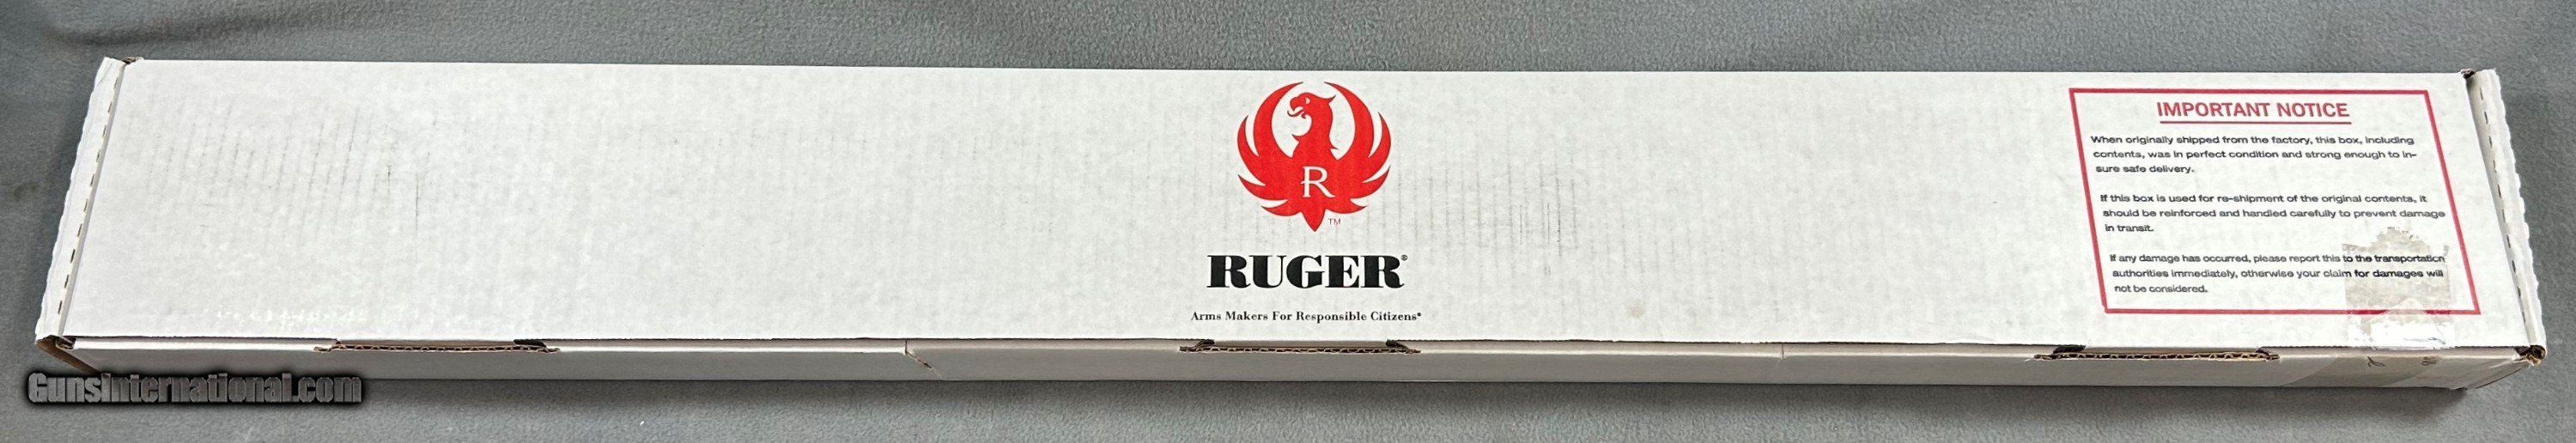 R
TM
RUGER®
Arms Makers For Responsible Citizens®
IMPORTANT NOTICE
When originally shipped from the factory, this box, including
contents, was in perfect condition and strong enough to in-
sure safe delivery.
If this box is used for re-shipment of the original contents, it
should be reinforced and handled carefully to prevent damage
in transit.
If any damage has occurred, please report this to the transportation
authorities immediately, otherwise your claim for damages will
not be considered.
GunsInternational.com